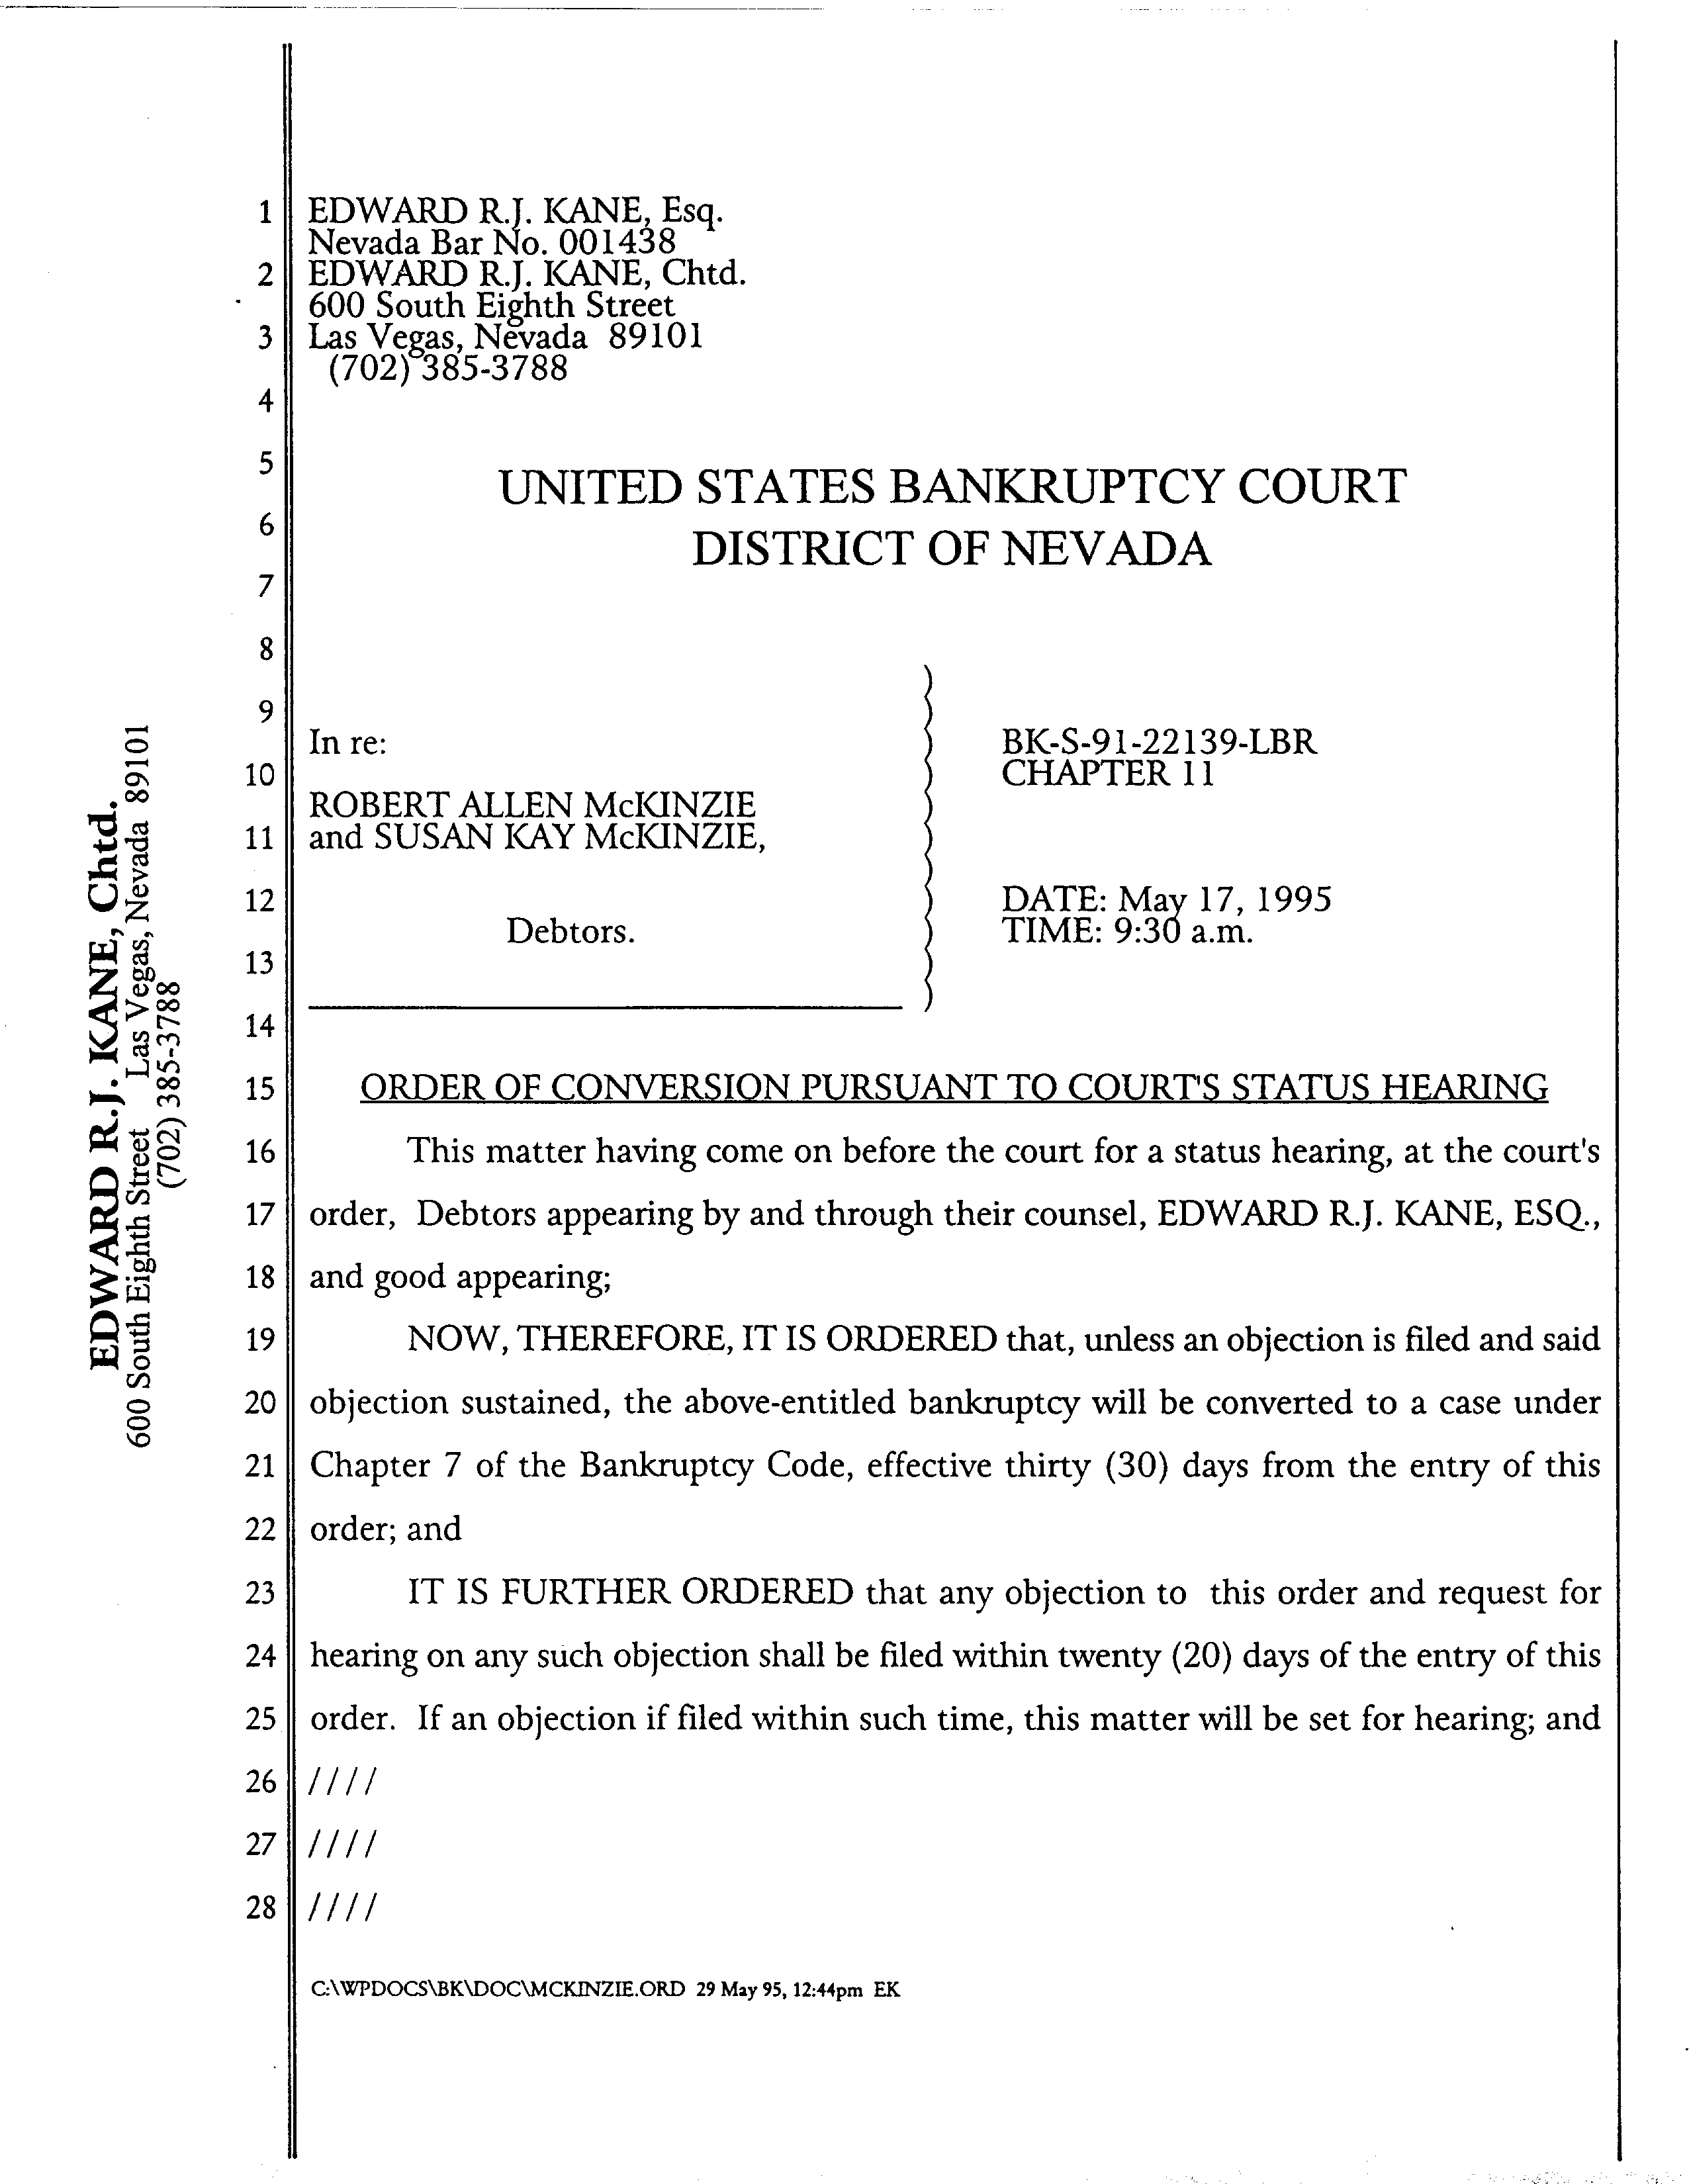 1 EDWARD R.J. KANE, Esq.
Nevada Bar No. 001438
2 EDWARD R.J. KANE, Chtd.
600 South Eighth Street
3 Las Vegas, Nevada 89101
(702) 385-3788
4
5
UNITED STATES BANKRUPTCY COURT
6
DISTRICT OF NEVADA
7
8
9
In re: ) BK-S-91-22139-LBR
10 ) CHAPTER 11
ROBERT ALLEN McKINZIE )
11 and SUSAN KAY McKINZIE, )
12 ) DATE: May 17, 1995
Debtors. ) TIME: 9:30 a.m.
13 )
14
15 ORDER OF CONVERSION PURSUANT TO COURT'S STATUS HEARING
16 This matter having come on before the court for a status hearing, at the court's
17 order, Debtors appearing by and through their counsel, EDWARD R.J. KANE, ESQ.,
18 and good appearing;
19 NOW, THEREFORE, IT IS ORDERED that, unless an objection is filed and said
20 objection sustained, the above-entitled bankruptcy will be converted to a case under
21 Chapter 7 of the Bankruptcy Code, effective thirty (30) days from the entry of this
22 order; and
23 IT IS FURTHER ORDERED that any objection to this order and request for
24 hearing on any such objection shall be filed within twenty (20) days of the entry of this
25 order. If an objection if filed within such time, this matter will be set for hearing; and
26 ////
27 ////
28 ////
C:\WPDOCS\BK\DOC\MCKINZIE.ORD 29 May 95, 12:44pm EK
EDWARD R.J. KANE, Chtd.
600 South Eighth Street Las Vegas, Nevada 89101
(702) 385-3788